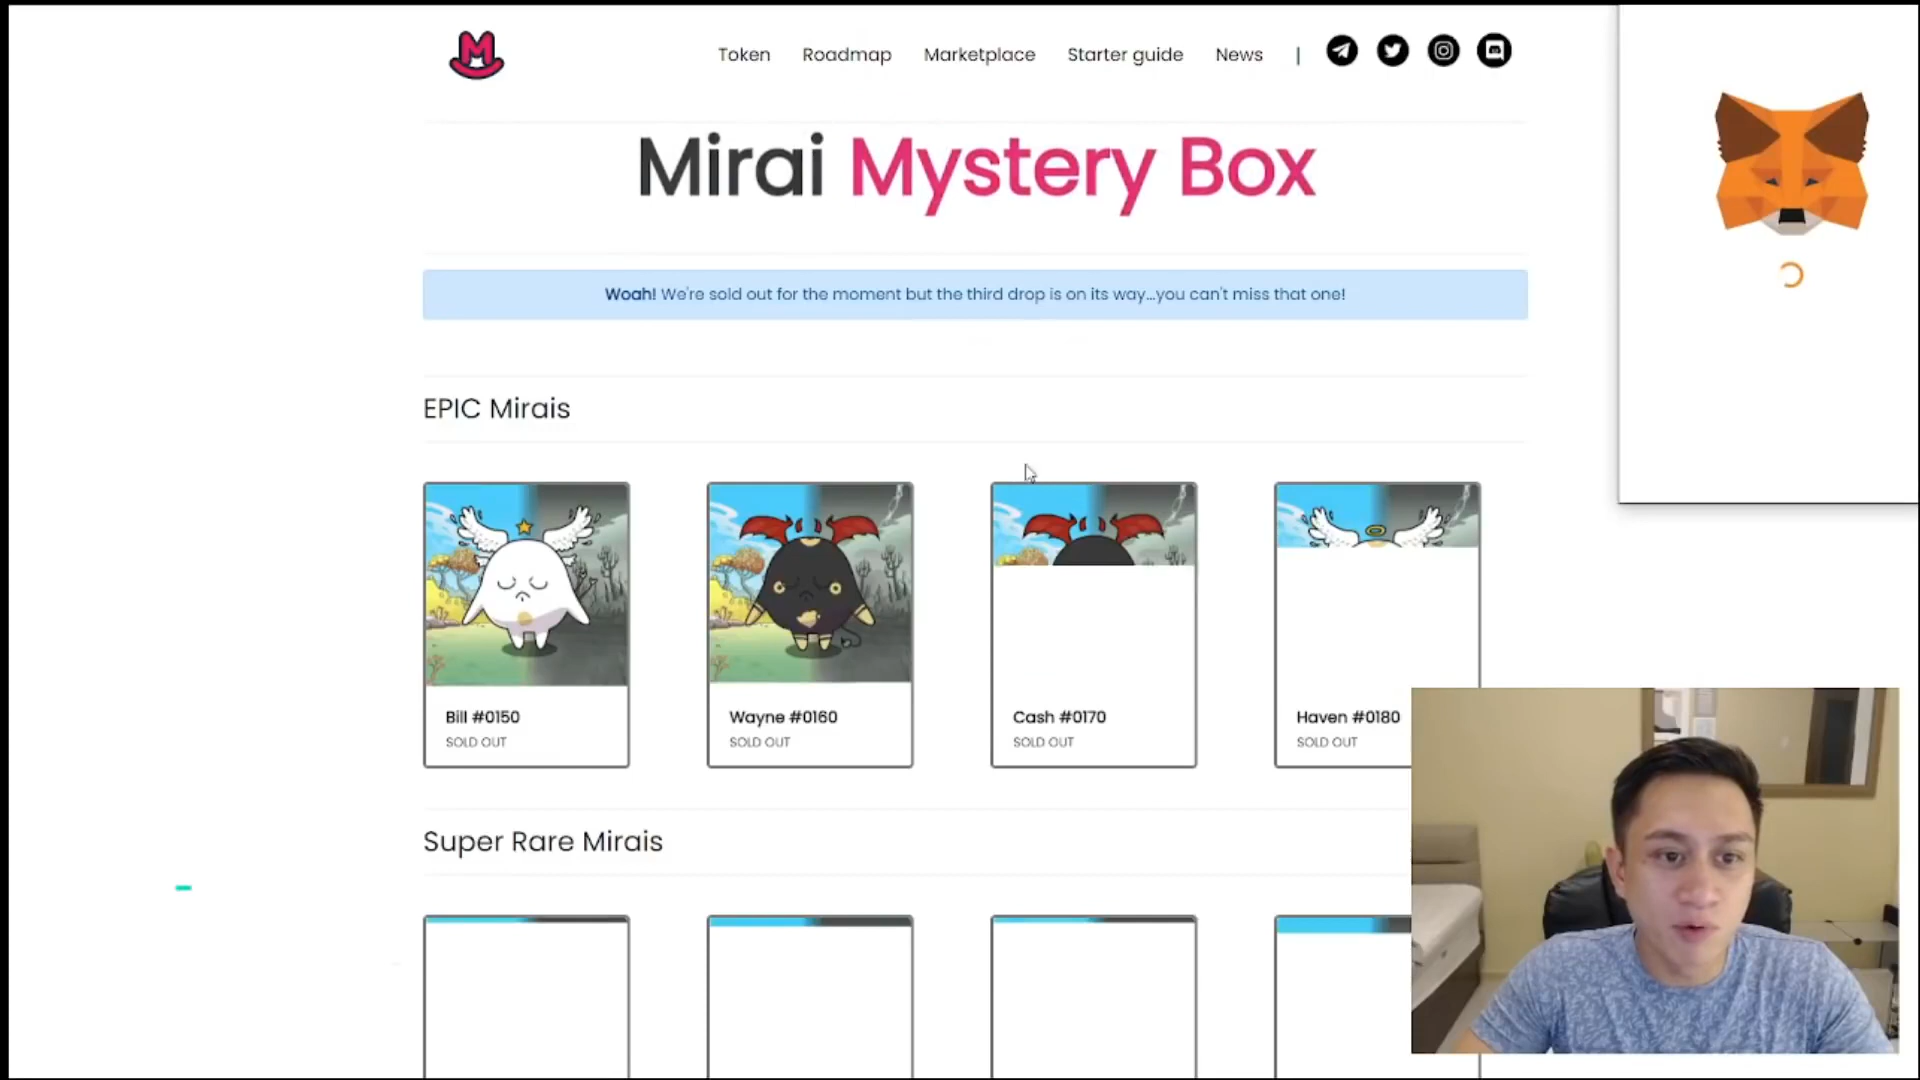 M
Token Roadmap Marketplace Starter guide News |
Mirai Mystery Box
Woah! We're sold out for the moment but the third drop is on its way...you can't miss that one!
EPIC Mirais
Bill #0150
SOLD OUT
Wayne #0160
SOLD OUT
Cash #0170
SOLD OUT
Haven #0180
SOLD OUT
Super Rare Mirais